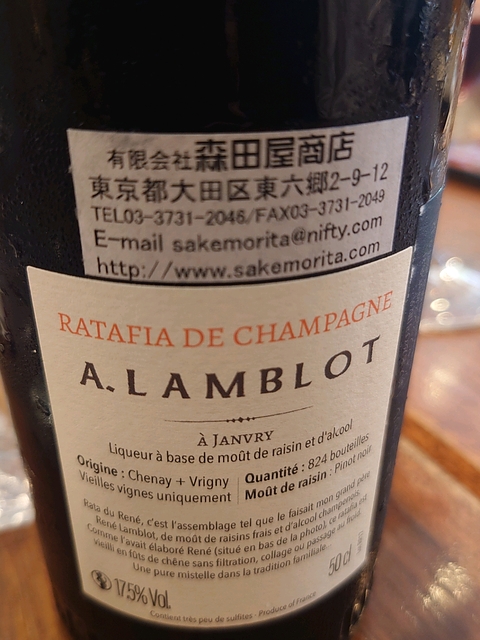 有限会社森田屋商店
東京都大田区東六郷2-9-12
TEL03-3731-2046/FAX03-3731-2049
E-mail sakemorita@nifty.com
http://www.sakemorita.com
RATAFIA DE CHAMPAGNE
A. LAMBLOT
À JANVRY
Liqueur à base de moût de raisin et d'alcool
Origine : Chenay + Vrigny
Vieilles vignes uniquement
Quantité : 824 bouteilles
Moût de raisin : Pinot noir
Rata du René, c'est l'assemblage tel que le faisait mon grand père
René Lamblot, de moût de raisins frais et d'alcool champenois.
Comme l'avait élaboré René (situé en bas de la photo), ce ratafia est
vieilli en fûts de chêne sans filtration, collage ou passage au froid.
Une pure mistelle dans la tradition familiale...
17.5% Vol.
50 cl
Contient très peu de sulfites - Produce of France